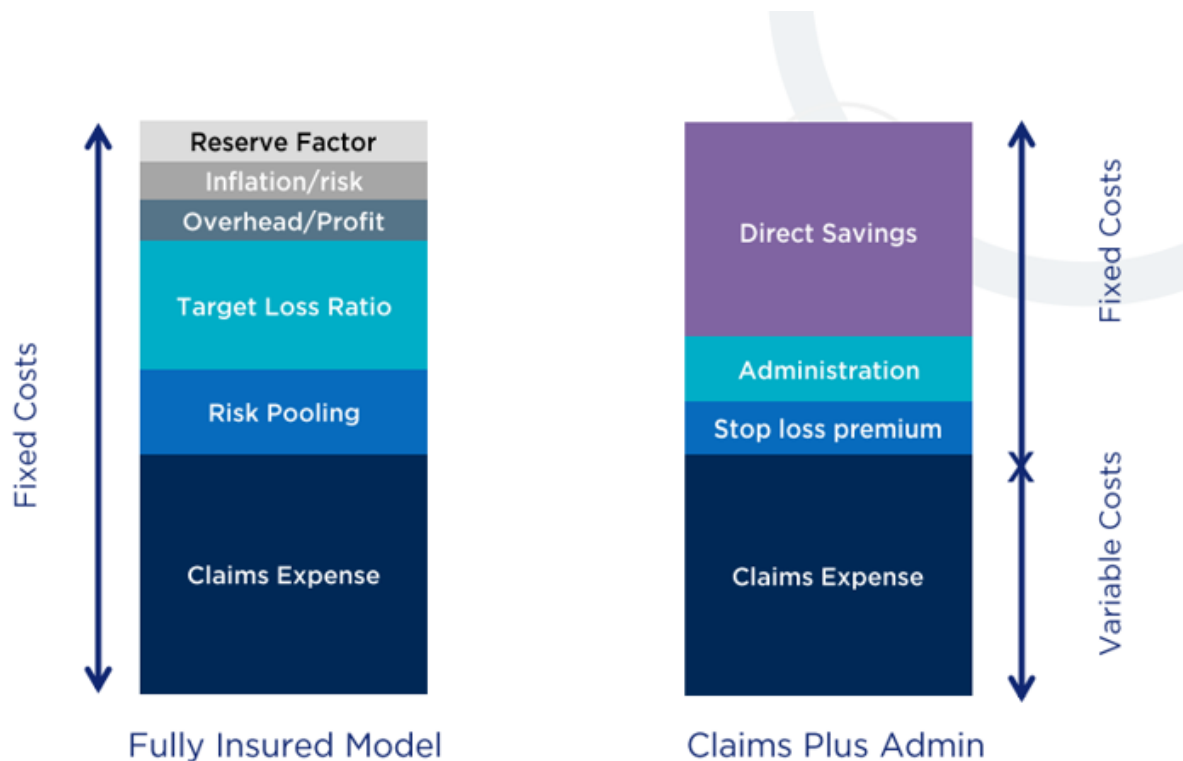 Fixed Costs
Reserve Factor
Inflation/risk
Overhead/Profit
Target Loss Ratio
Risk Pooling
Claims Expense
Fully Insured Model
Direct Savings
Administration
Stop loss premium
Claims Expense
Claims Plus Admin
Fixed Costs
X
Variable Costs